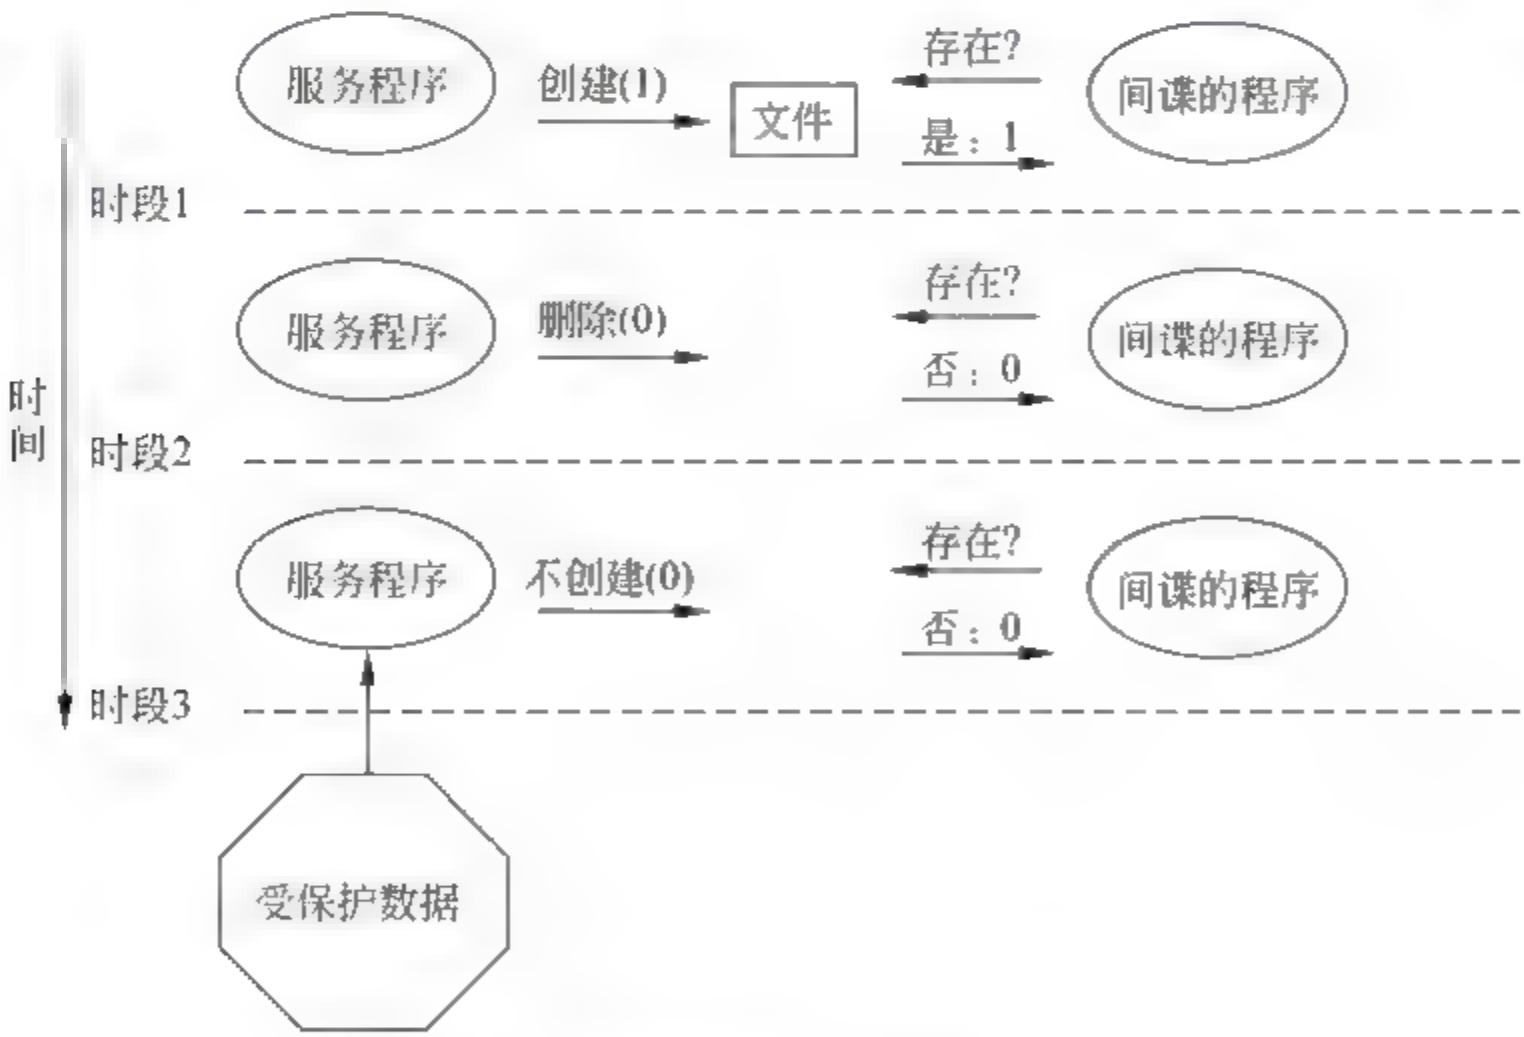 服务程序
创建(1)
文件
存在?
是：1
间谍的程序
时段1
服务程序
删除(0)
存在?
否：0
间谍的程序
时间
时段2
服务程序
不创建(0)
存在?
否：0
间谍的程序
时段3
受保护数据